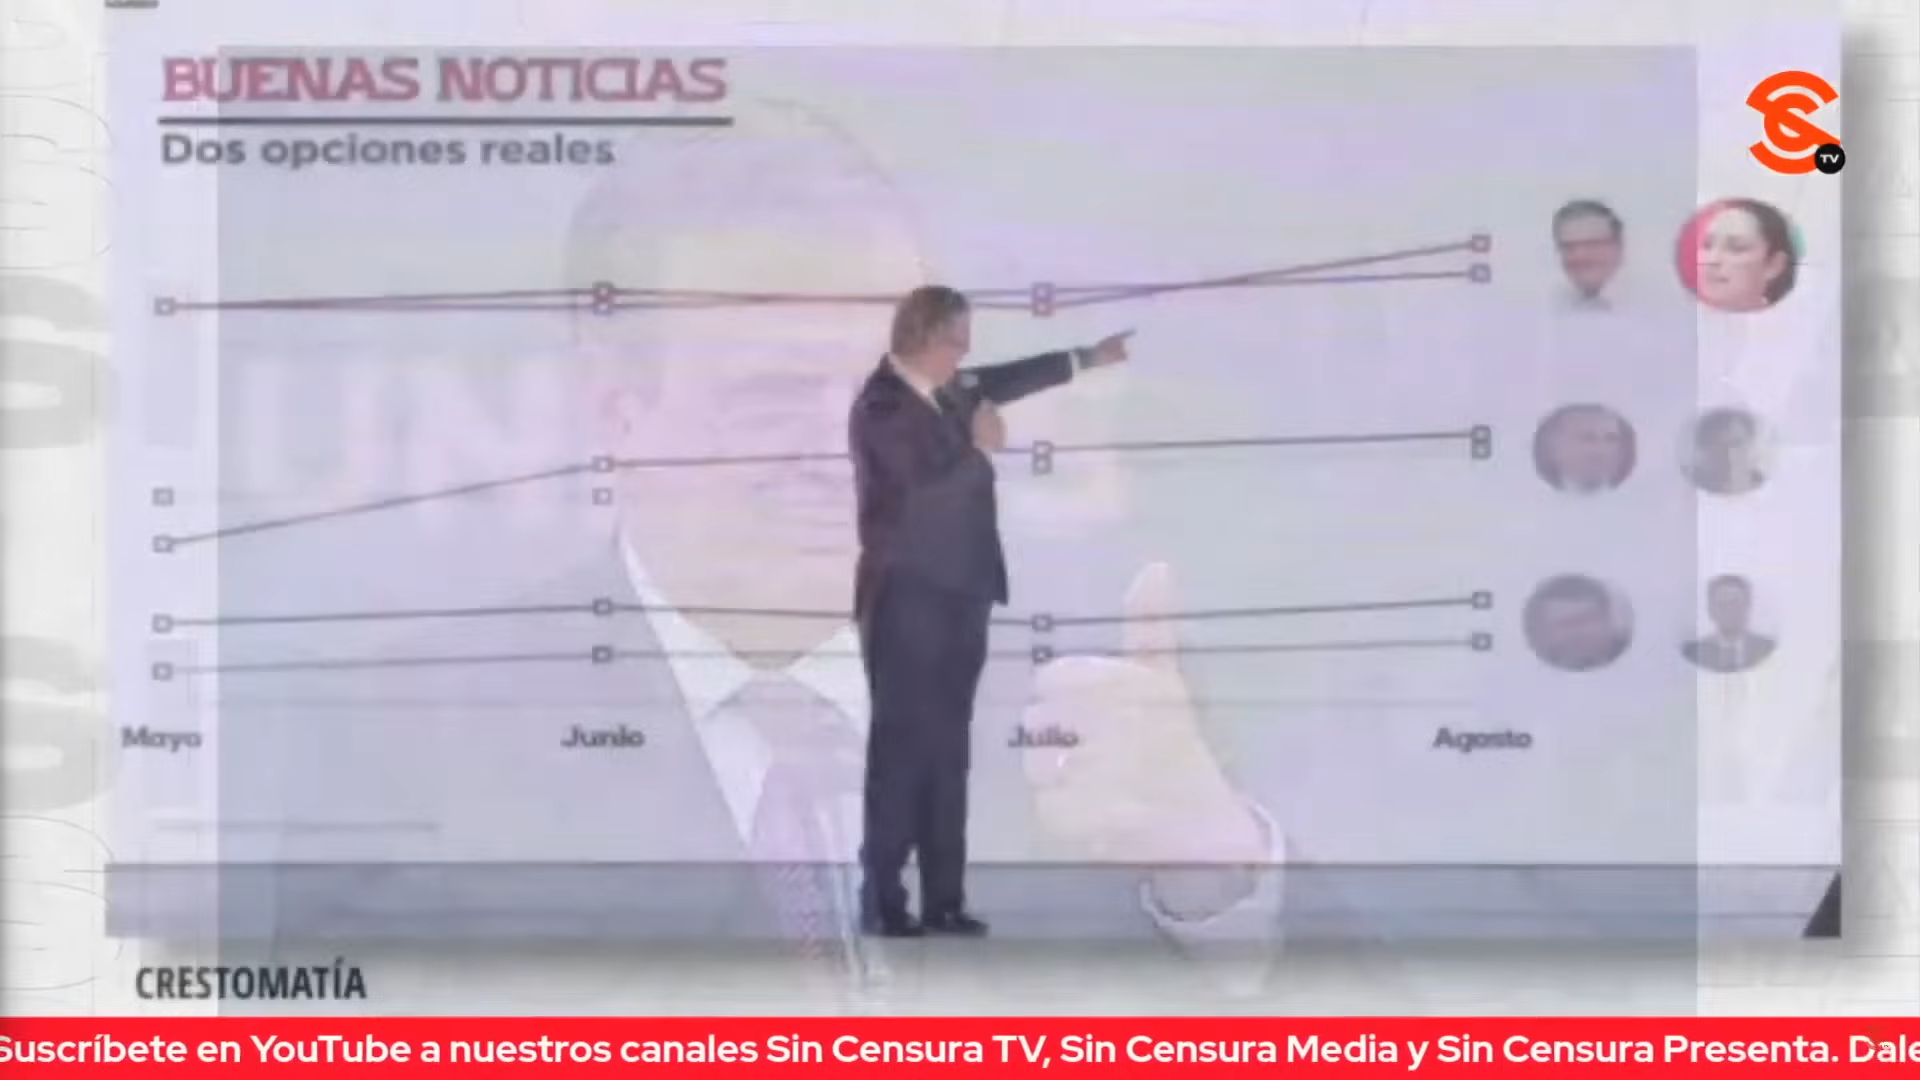 BUENAS NOTICIAS
Dos opciones reales
TV
UNI
Mayo
Junio
Julio
Agosto
CRESTOMATÍA
Suscríbete en YouTube a nuestros canales Sin Censura TV, Sin Censura Media y Sin Censura Presenta. Dale